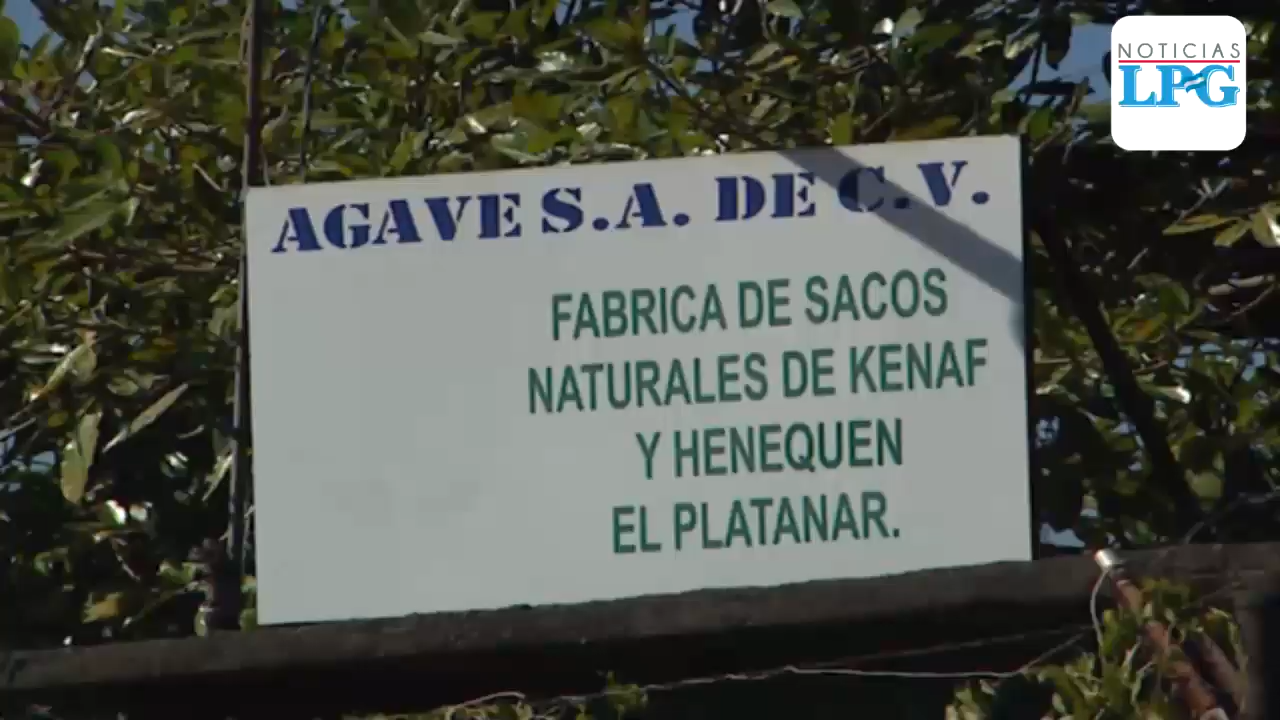 NOTICIAS
LPG
AGAVE S.A. DE C.V.
FABRICA DE SACOS
NATURALES DE KENAF
Y HENEQUEN
EL PLATANAR.